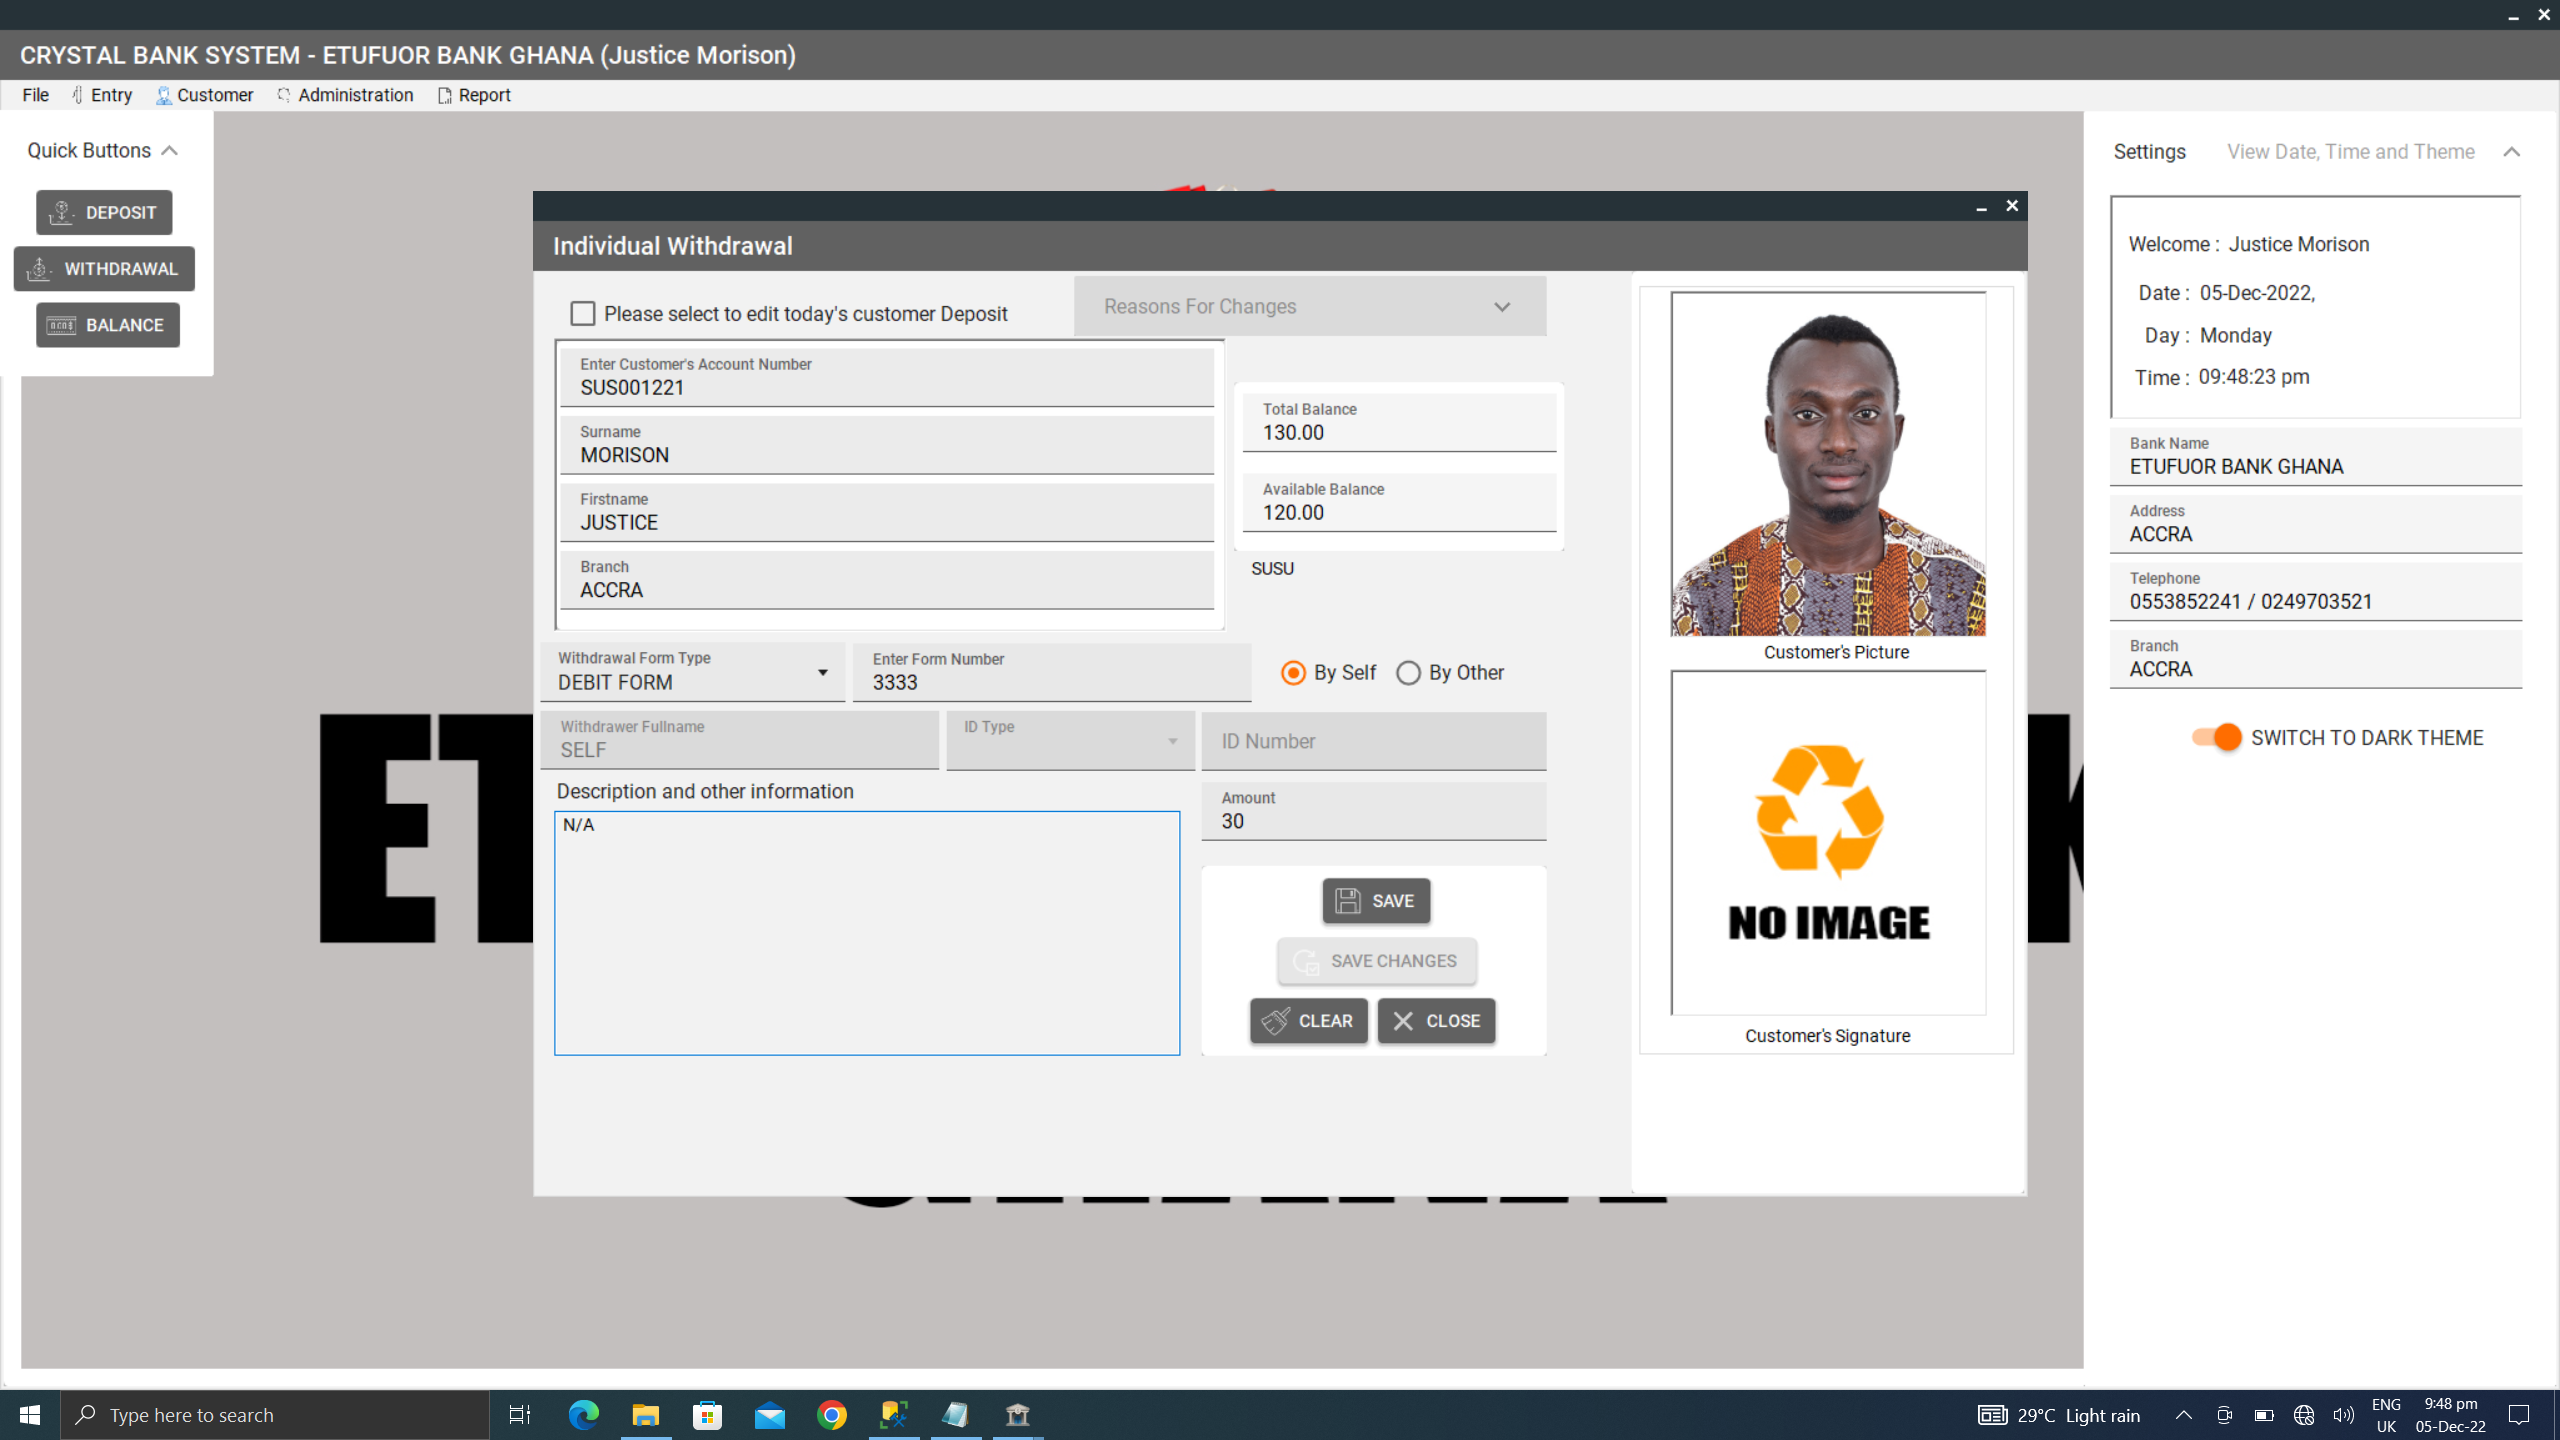 CRYSTAL BANK SYSTEM - ETUFUOR BANK GHANA (Justice Morison)
File Entry Customer Administration Report
Quick Buttons
DEPOSIT
WITHDRAWAL
BALANCE
Individual Withdrawal
Please select to edit today's customer Deposit
Reasons For Changes
Enter Customer's Account Number
SUS001221
Surname
MORISON
Firstname
JUSTICE
Branch
ACCRA
Total Balance
130.00
Available Balance
120.00
SUSU
Withdrawal Form Type
DEBIT FORM
Enter Form Number
3333
By Self By Other
Withdrawer Fullname
SELF
ID Type
ID Number
Description and other information
N/A
Amount
30
SAVE
SAVE CHANGES
CLEAR CLOSE
Customer's Picture
NO IMAGE
Customer's Signature
Settings View Date, Time and Theme
Welcome : Justice Morison
Date : 05-Dec-2022,
Day : Monday
Time : 09:48:23 pm
Bank Name
ETUFUOR BANK GHANA
Address
ACCRA
Telephone
0553852241 / 0249703521
Branch
ACCRA
SWITCH TO DARK THEME
Type here to search
29°C Light rain
ENG
UK
9:48 pm
05-Dec-22